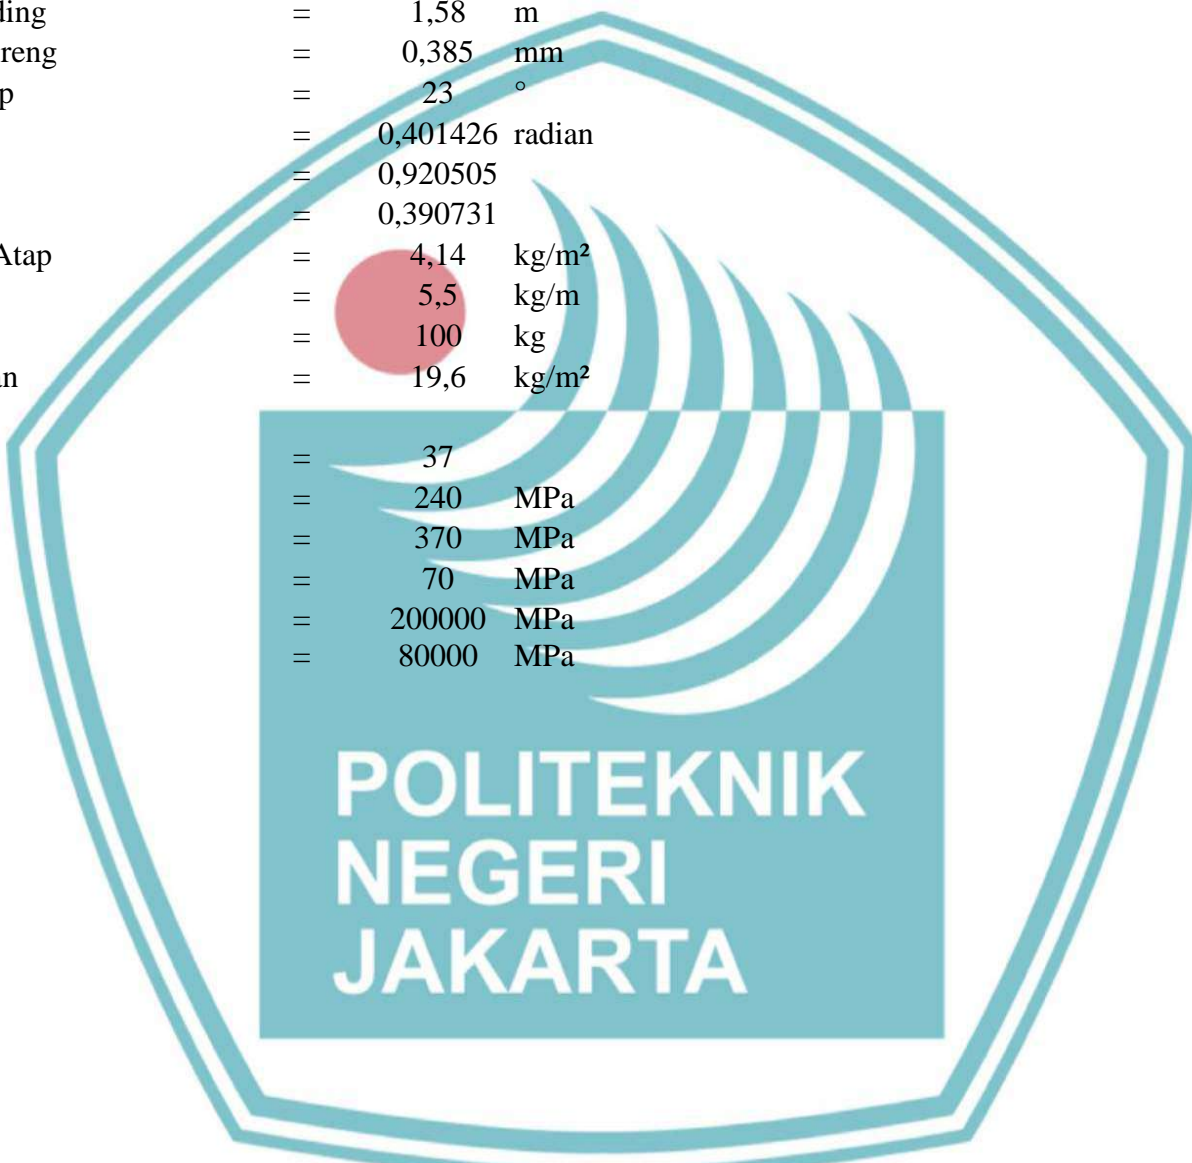 ding = 1,58 m
reng = 0,385 mm
p = 23 °
= 0,401426 radian
= 0,920505
= 0,390731
Atap = 4,14 kg/m²
= 5,5 kg/m
= 100 kg
an = 19,6 kg/m²
= 37
= 240 MPa
= 370 MPa
= 70 MPa
= 200000 MPa
= 80000 MPa
POLITEKNIK
NEGERI
JAKARTA